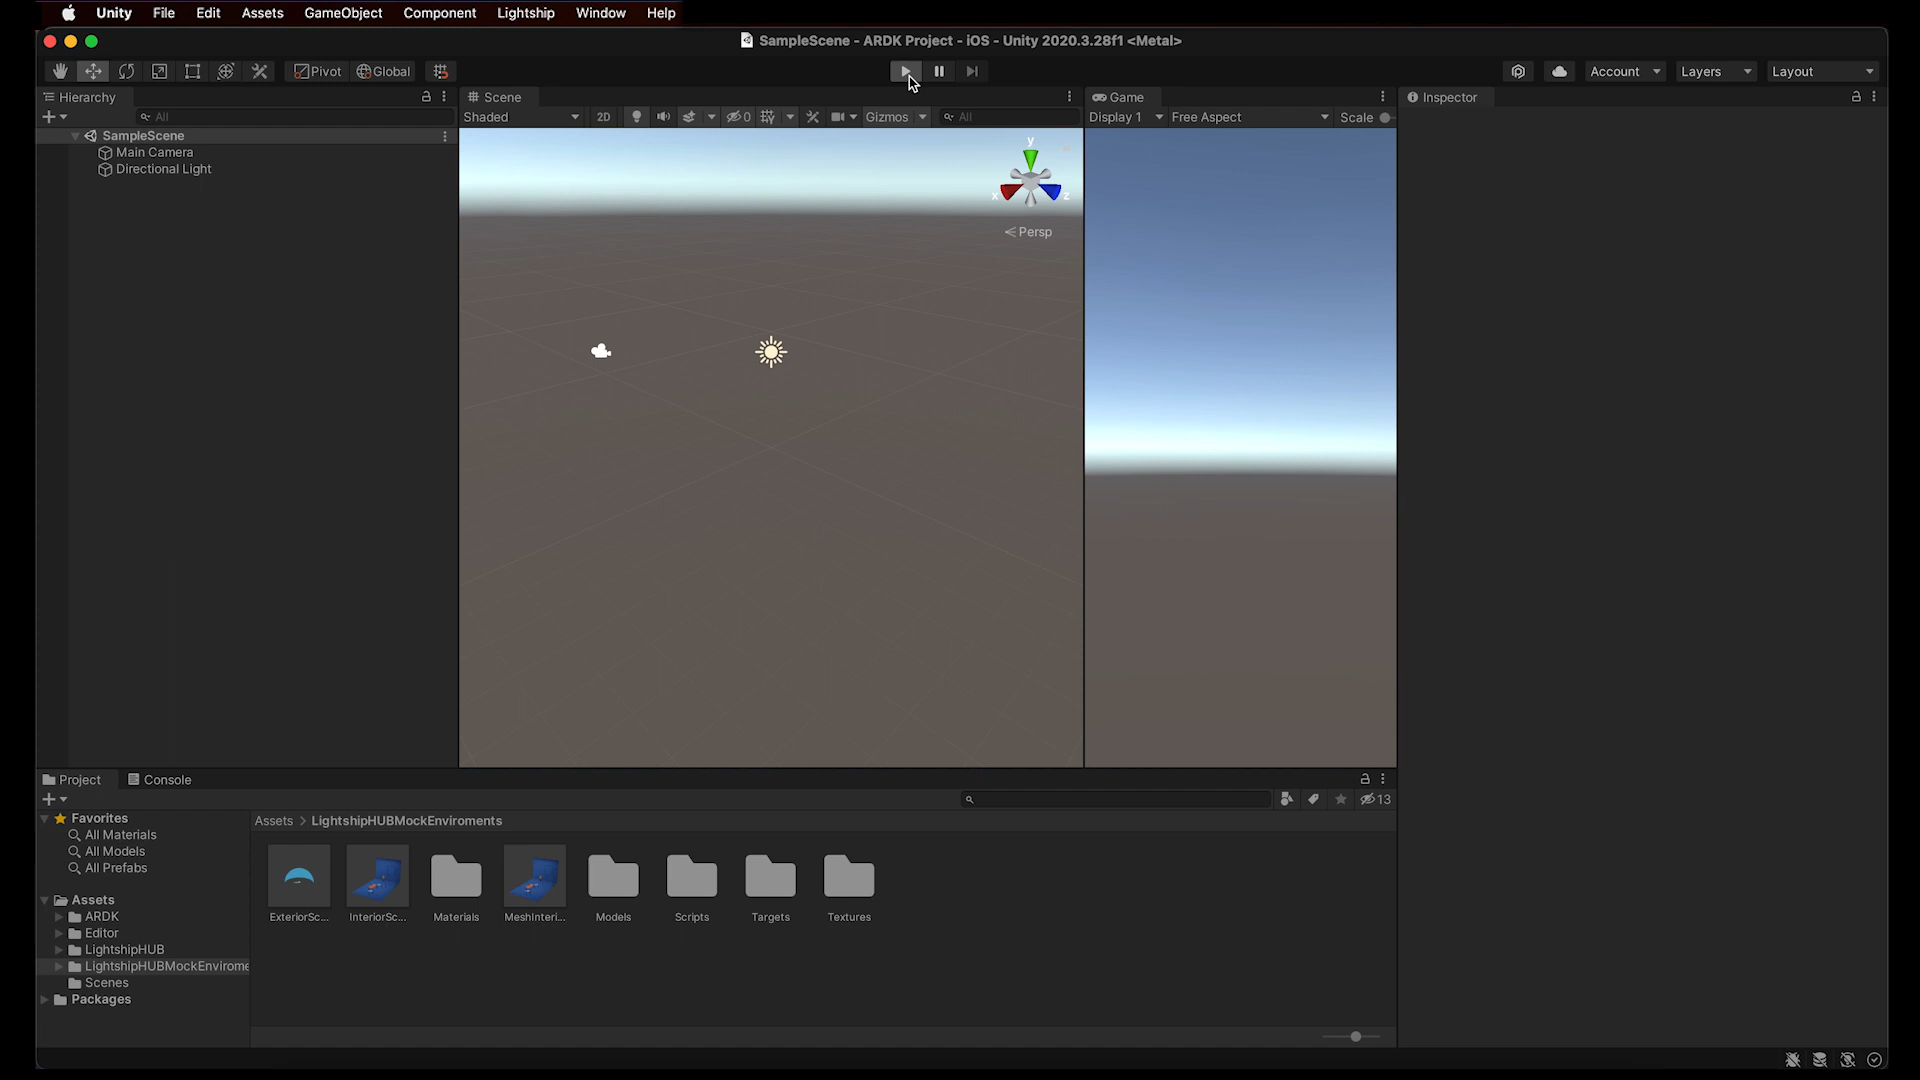 Unity File Edit Assets GameObject Component Lightship Window Help
SampleScene - ARDK Project - iOS - Unity 2020.3.28f1 <Metal>
Pivot Global Account Layers Layout
Hierarchy Scene Game Inspector
All Shaded 2D 0 Gizmos All Display 1 Free Aspect Scale
SampleScene
Main Camera
Directional Light
y
x z
Persp
Project Console
13
Favorites
All Materials
All Models
All Prefabs
Assets
ARDK
Editor
LightshipHUB
LightshipHUBMockEnvirome
Scenes
Packages
Assets > LightshipHUBMockEnviroments
ExteriorSc... InteriorSc... Materials MeshInteri... Models Scripts Targets Textures